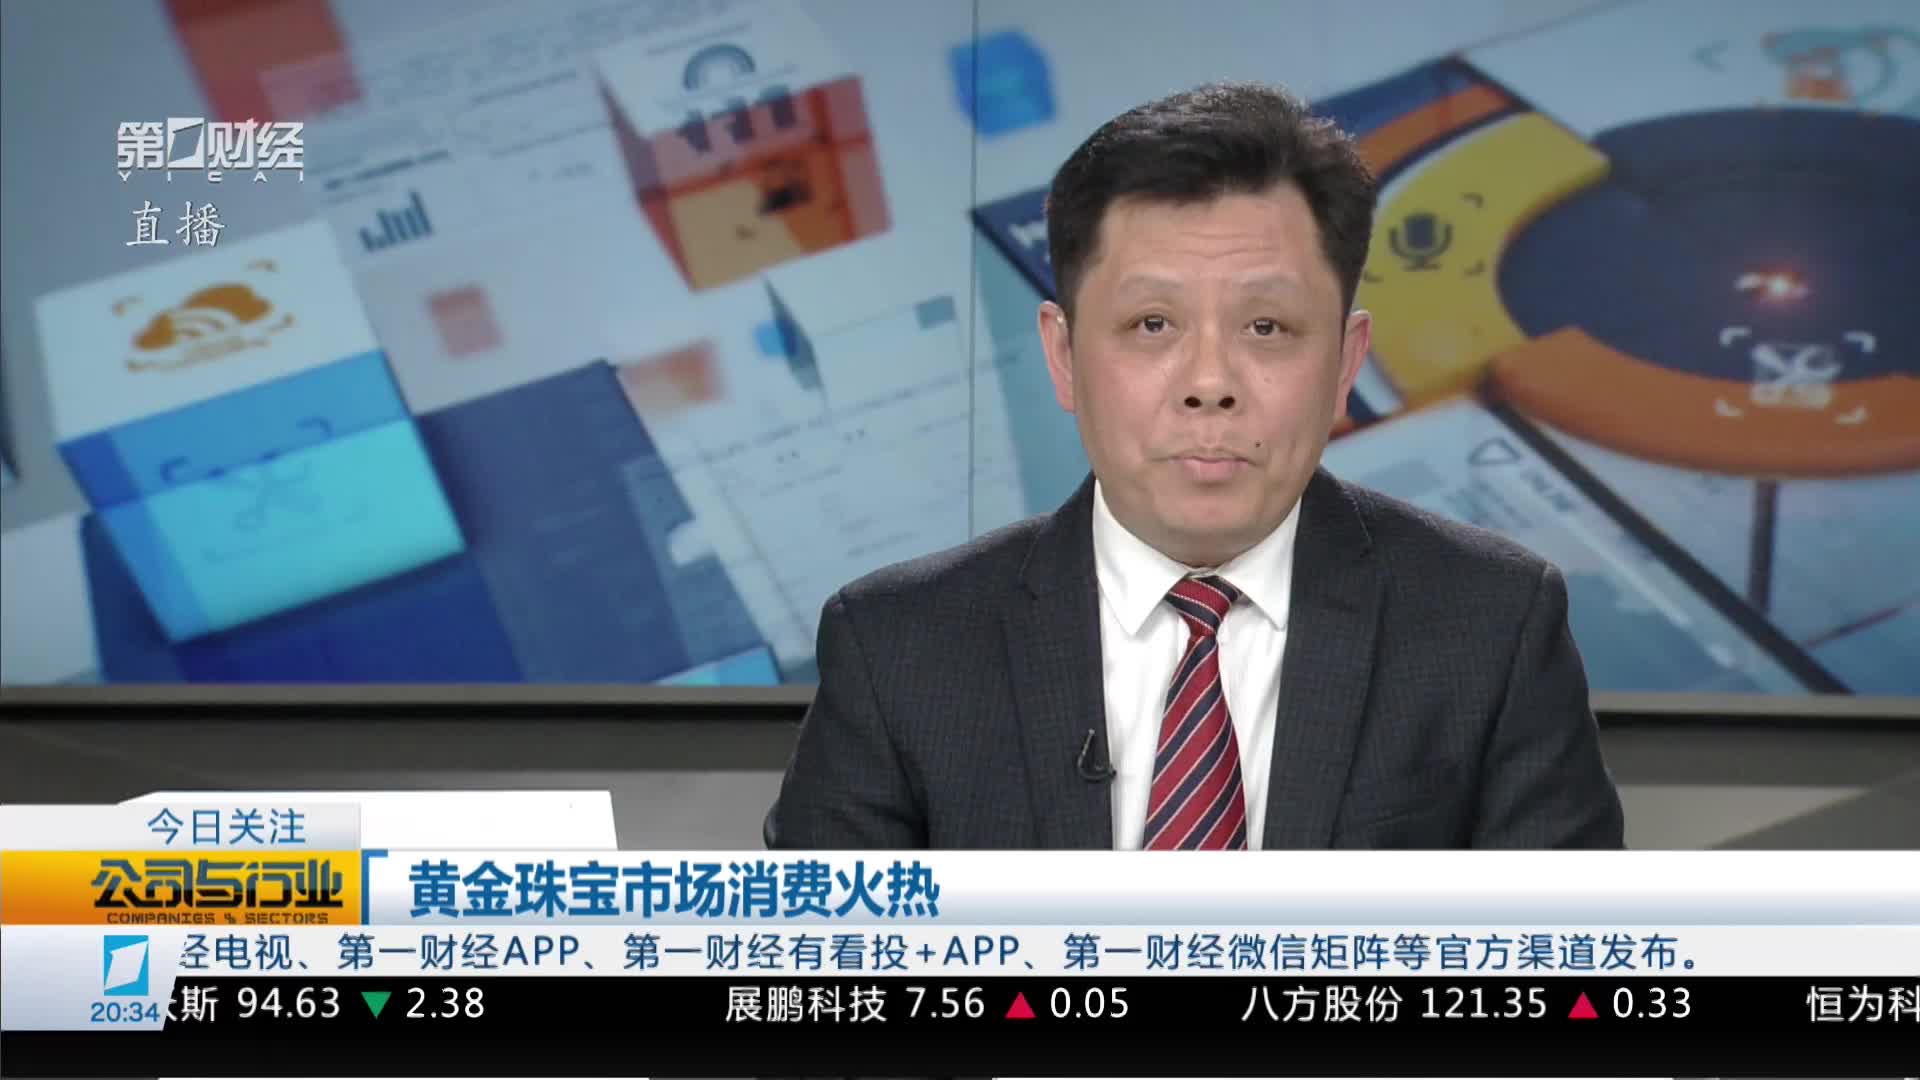 第一财经
YICAI
直播
今日关注
公司与行业
COMPANIES & SECTORS
黄金珠宝市场消费火热
经电视、第一财经APP、第一财经有看投+APP、第一财经微信矩阵等官方渠道发布。
20:34
斯 94.63 ▼ 2.38 展鹏科技 7.56 ▲ 0.05 八方股份 121.35 ▲ 0.33 恒为科